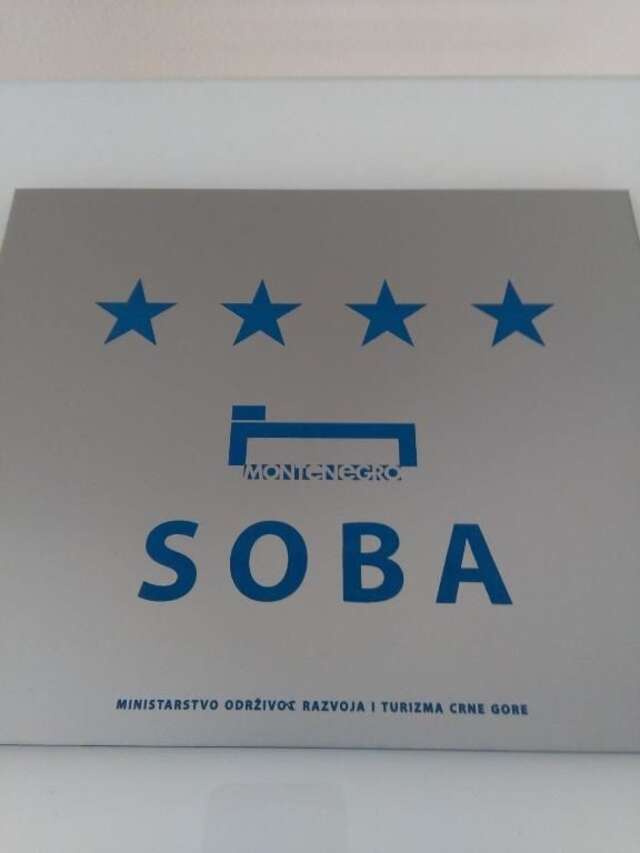 MONTENEGRO
SOBA
MINISTARSTVO ODRŽIVOG RAZVOJA I TURIZMA CRNE GORE